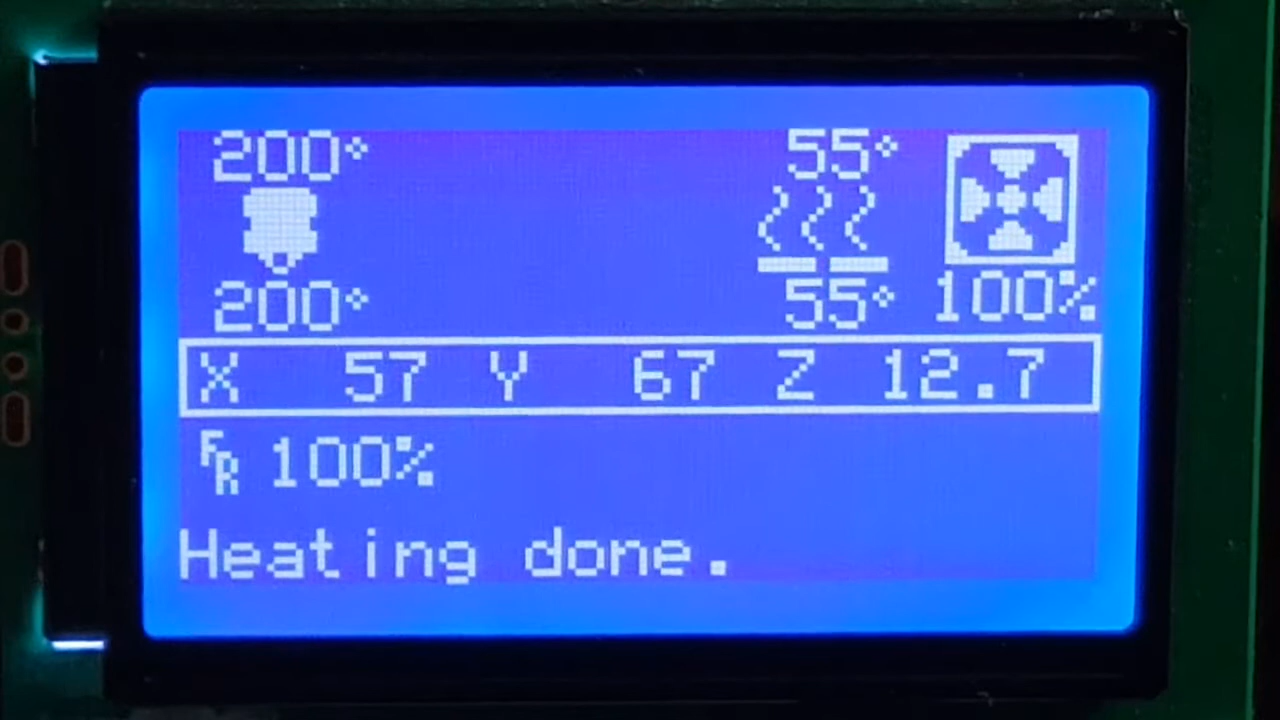 200° 55°
200° 55° 100%
X 57 Y 67 Z 12.7
FR 100%
Heating done.